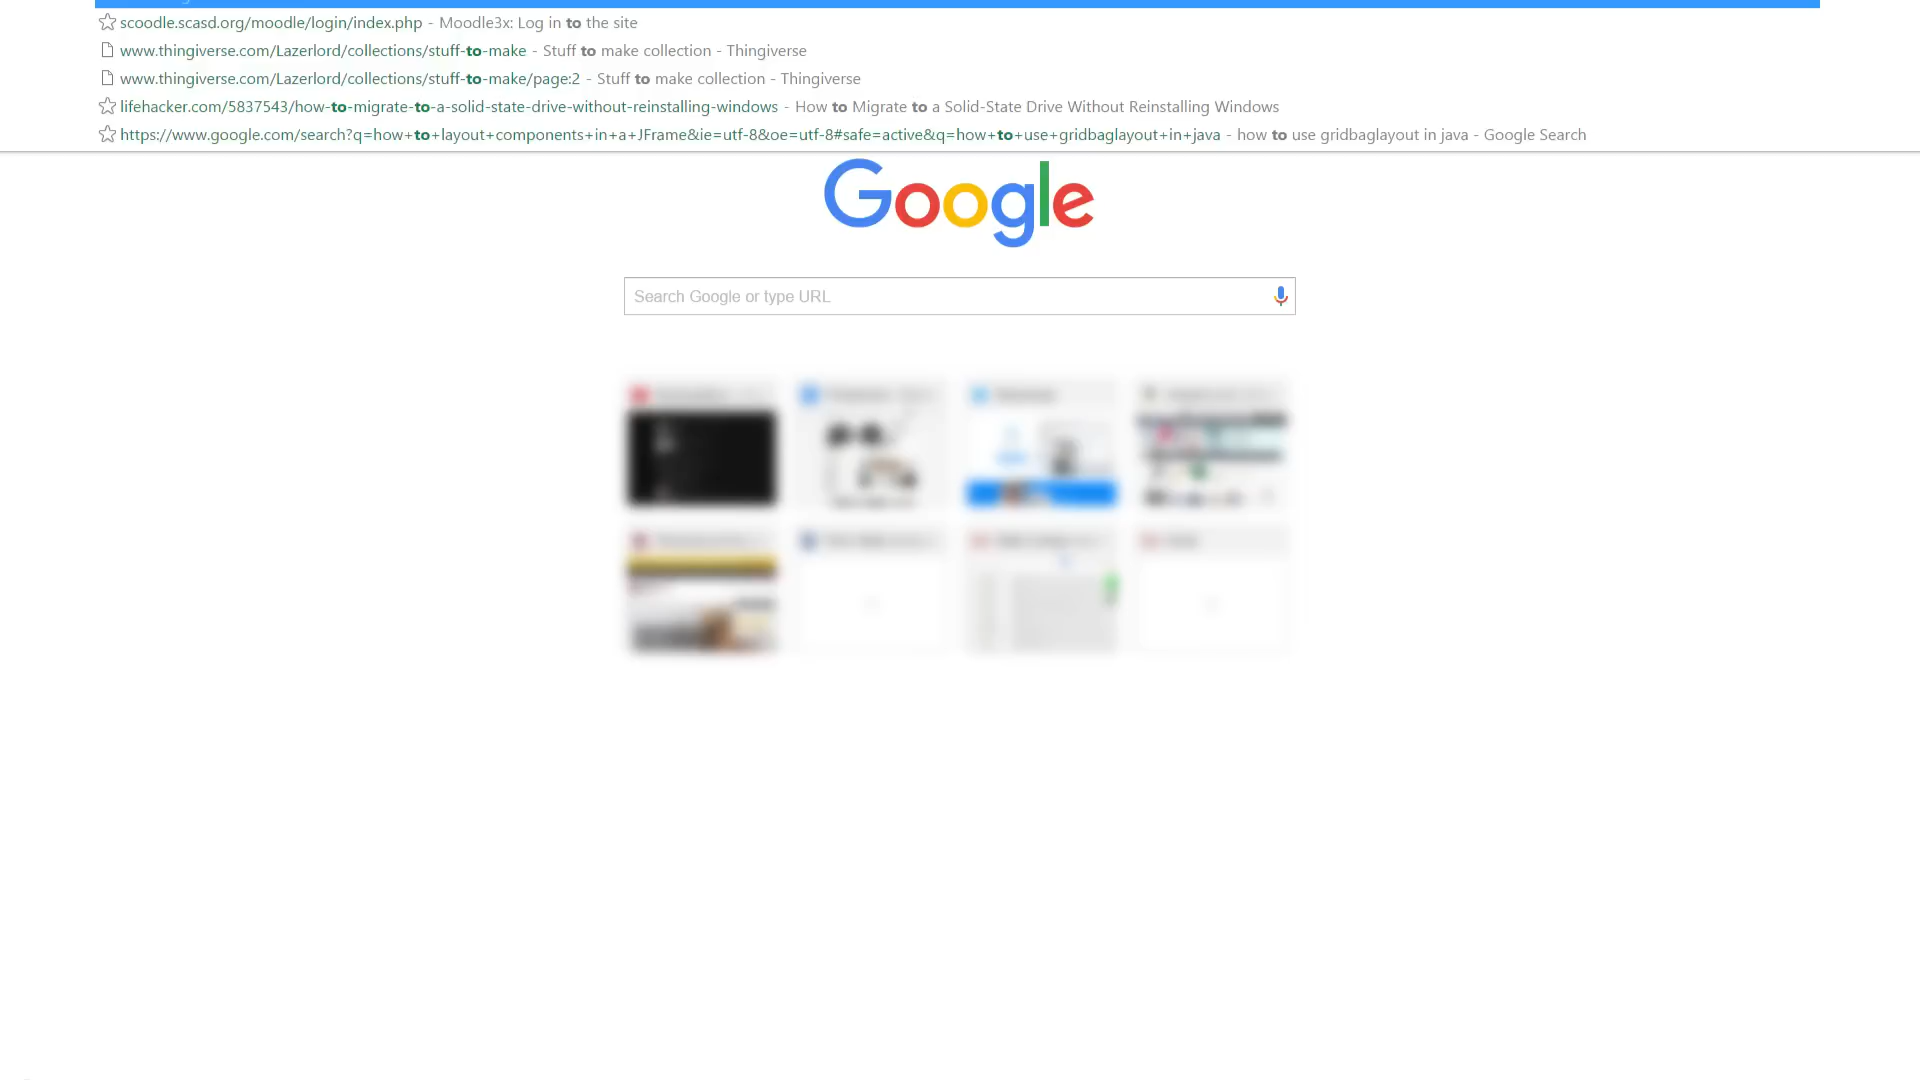 scoodle.scasd.org/moodle/login/index.php - Moodle3x: Log in to the site
www.thingiverse.com/Lazerlord/collections/stuff-to-make - Stuff to make collection - Thingiverse
www.thingiverse.com/Lazerlord/collections/stuff-to-make/page:2 - Stuff to make collection - Thingiverse
lifehacker.com/5837543/how-to-migrate-to-a-solid-state-drive-without-reinstalling-windows - How to Migrate to a Solid-State Drive Without Reinstalling Windows
https://www.google.com/search?q=how+to+layout+components+in+a+JFrame&ie=utf-8&oe=utf-8#safe=active&q=how+to+use+gridbaglayout+in+java - how to use gridbaglayout in java - Google Search
Google
Search Google or type URL